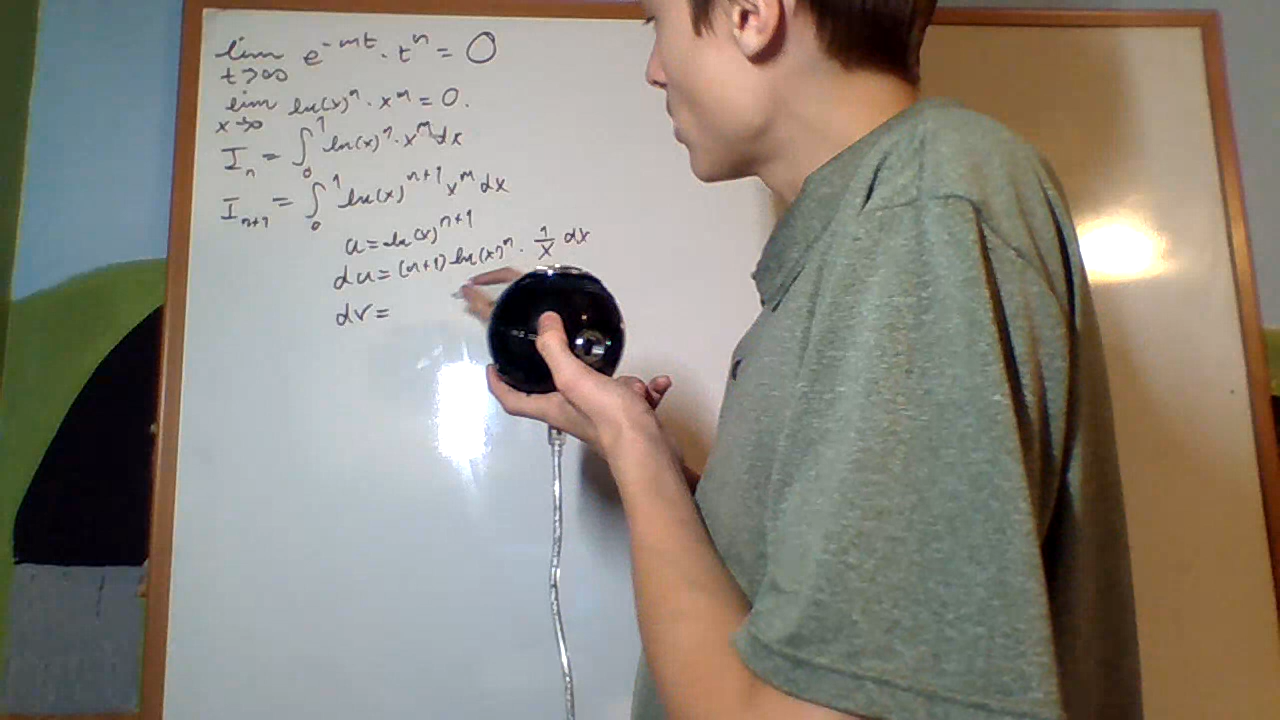 lim e^{-mt} · t^n = 0
t→∞
lim ln(x)^n · x^m = 0.
x→0
I_n = ∫_0^1 ln(x)^n · x^m dx
I_{n+1} = ∫_0^1 ln(x)^{n+1} x^m dx
u = ln(x)^{n+1}
du = (n+1) ln(x)^n · 1/x dx
dv =